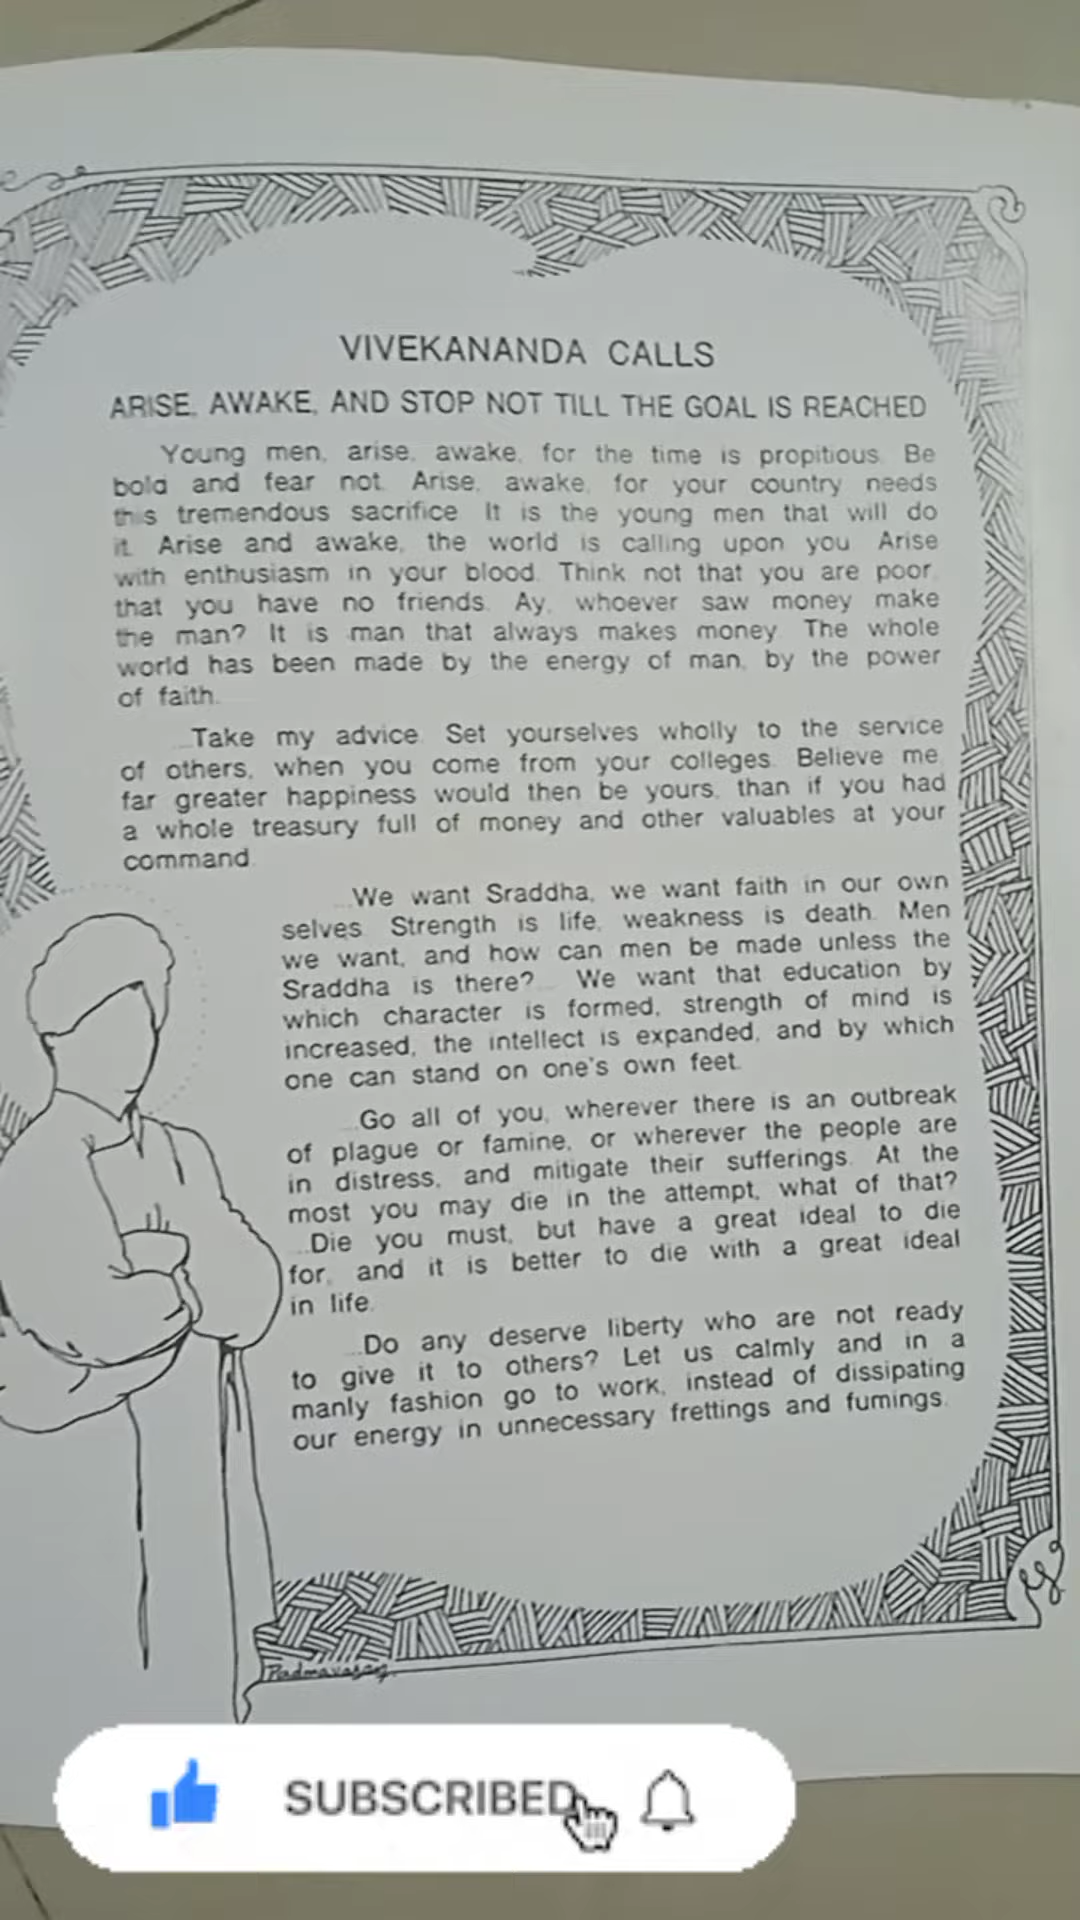 VIVEKANANDA CALLS
ARISE, AWAKE, AND STOP NOT TILL THE GOAL IS REACHED
Young men, arise, awake, for the time is propitious. Be
bold and fear not. Arise, awake, for your country needs
this tremendous sacrifice. It is the young men that will do
it. Arise and awake, the world is calling upon you. Arise
with enthusiasm in your blood. Think not that you are poor,
that you have no friends. Ay, whoever saw money make
the man? It is man that always makes money. The whole
world has been made by the energy of man, by the power
of faith.
...Take my advice. Set yourselves wholly to the service
of others, when you come from your colleges. Believe me,
far greater happiness would then be yours, than if you had
a whole treasury full of money and other valuables at your
command.
...We want Sraddha, we want faith in our own
selves. Strength is life, weakness is death. Men
we want, and how can men be made unless the
Sraddha is there?... We want that education by
which character is formed, strength of mind is
increased, the intellect is expanded, and by which
one can stand on one's own feet.
...Go all of you, wherever there is an outbreak
of plague or famine, or wherever the people are
in distress, and mitigate their sufferings. At the
most you may die in the attempt, what of that?
...Die you must, but have a great ideal to die
for, and it is better to die with a great ideal
in life.
...Do any deserve liberty who are not ready
to give it to others? Let us calmly and in a
manly fashion go to work, instead of dissipating
our energy in unnecessary frettings and fumings.
SUBSCRIBED